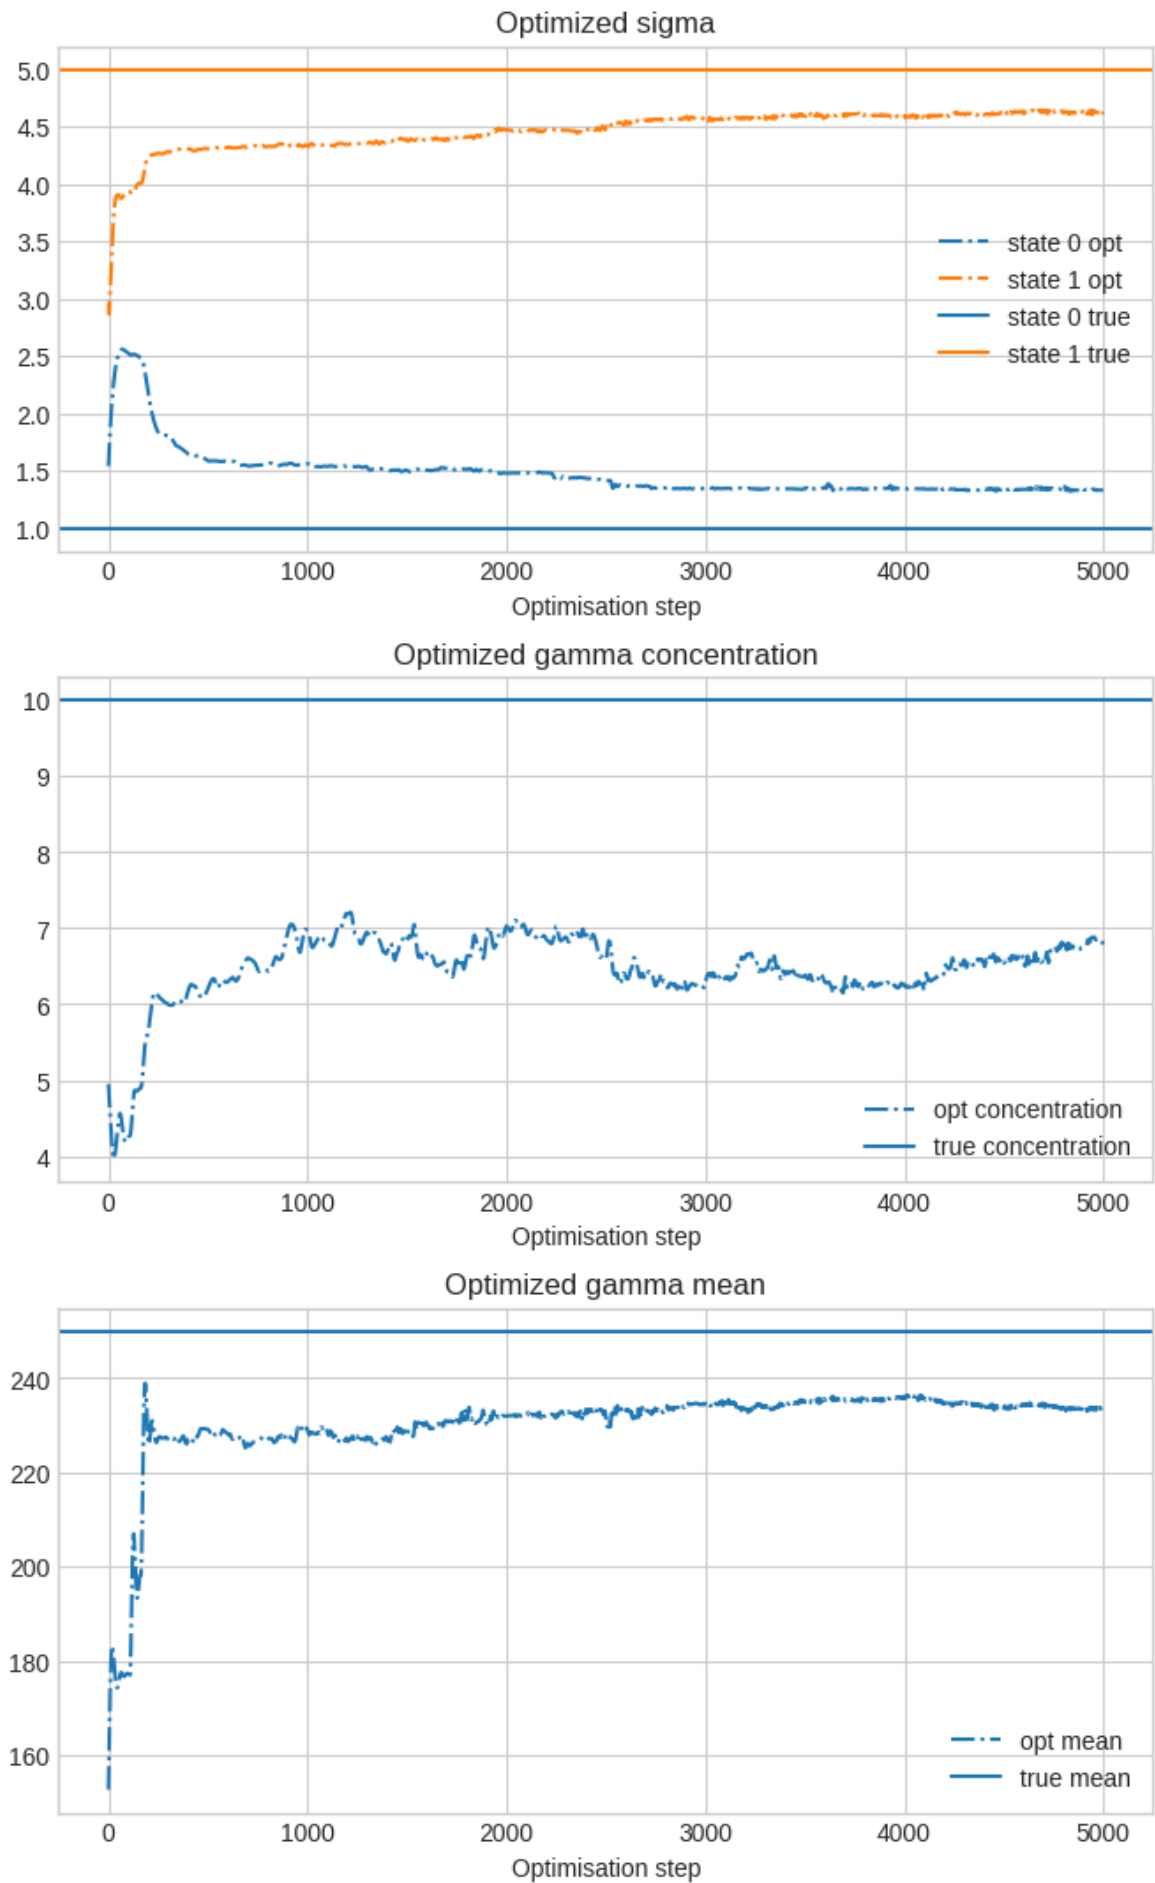 Optimized sigma
5.0
4.5
4.0
3.5
3.0
2.5
2.0
1.5
1.0
state 0 opt
state 1 opt
state 0 true
state 1 true
0 1000 2000 3000 4000 5000
Optimisation step
Optimized gamma concentration
10
9
8
7
6
5
4
opt concentration
true concentration
0 1000 2000 3000 4000 5000
Optimisation step
Optimized gamma mean
240
220
200
180
160
opt mean
true mean
0 1000 2000 3000 4000 5000
Optimisation step